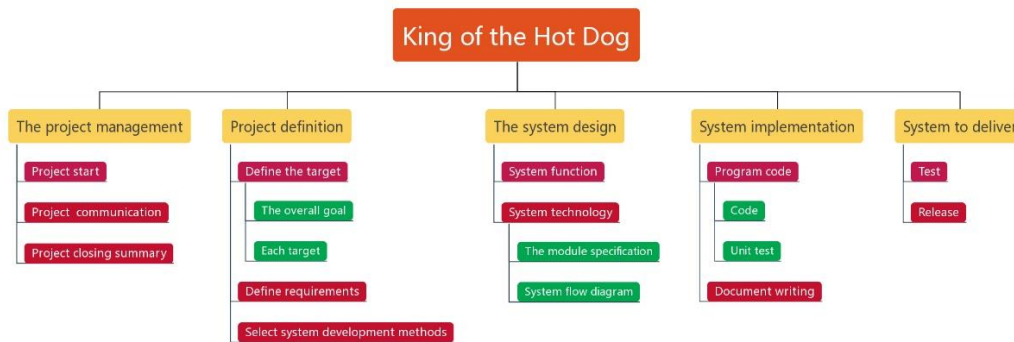 King of the Hot Dog
The project management
Project start
Project communication
Project closing summary
Project definition
Define the target
The overall goal
Each target
Define requirements
Select system development methods
The system design
System function
System technology
The module specification
System flow diagram
System implementation
Program code
Code
Unit test
Document writing
System to deliver
Test
Release